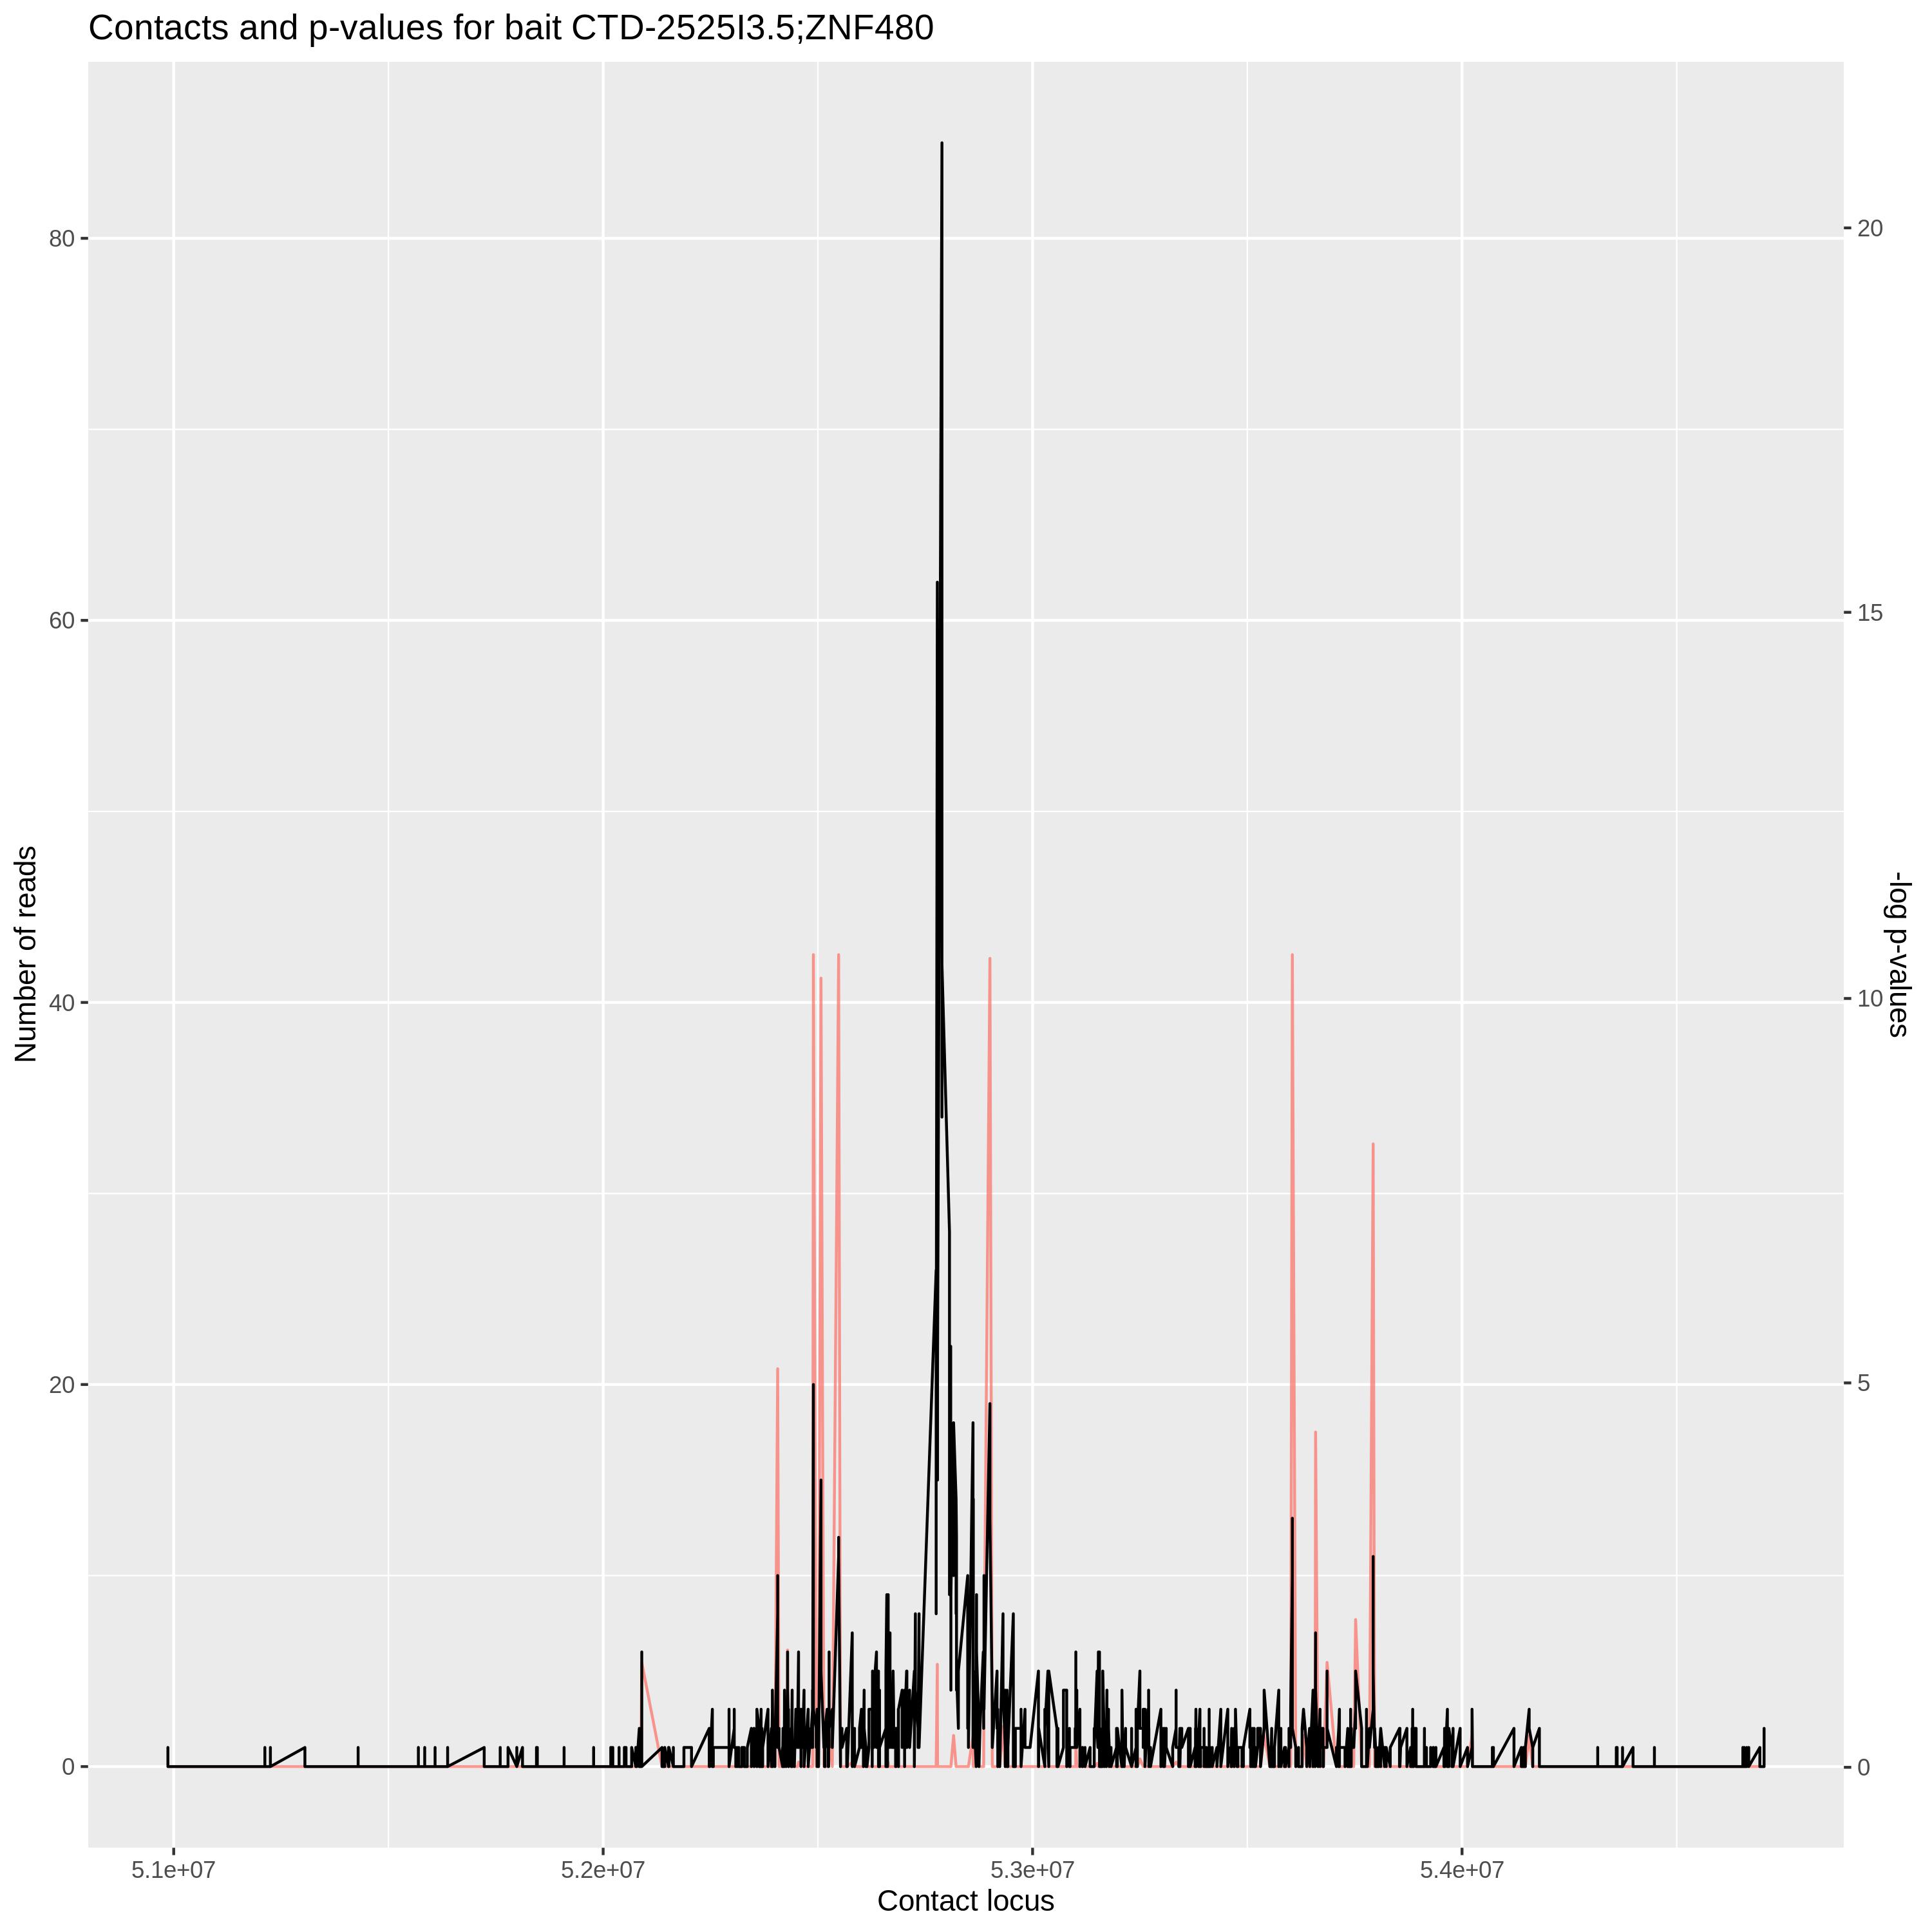 Contacts and p-values for bait CTD-2525I3.5;ZNF480
80
60
40
20
0
Number of reads
20
15
10
5
0
-log p-values
5.1e+07
5.2e+07
5.3e+07
5.4e+07
Contact locus